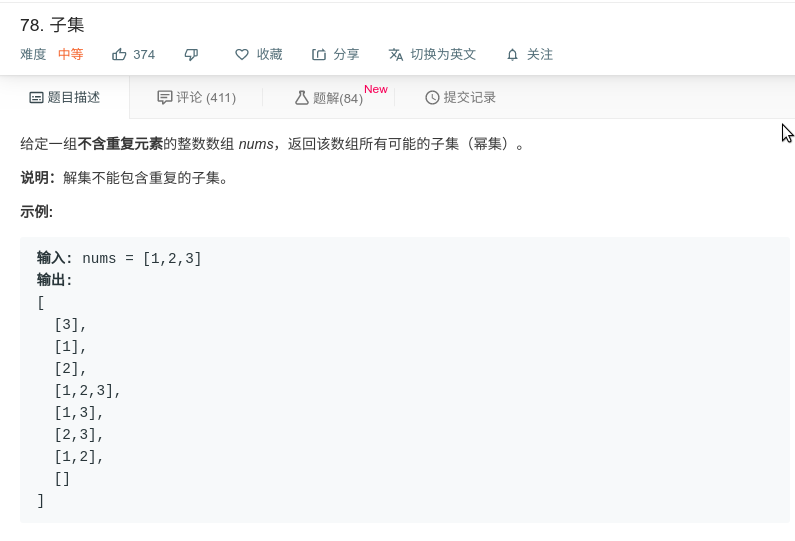 78. 子集
难度 中等 374 收藏 分享 切换为英文 关注
题目描述 评论 (411) 题解(84) New 提交记录
给定一组不含重复元素的整数数组 nums，返回该数组所有可能的子集（幂集）。
说明：解集不能包含重复的子集。
示例:
输入: nums = [1,2,3]
输出:
[
  [3],
  [1],
  [2],
  [1,2,3],
  [1,3],
  [2,3],
  [1,2],
  []
]